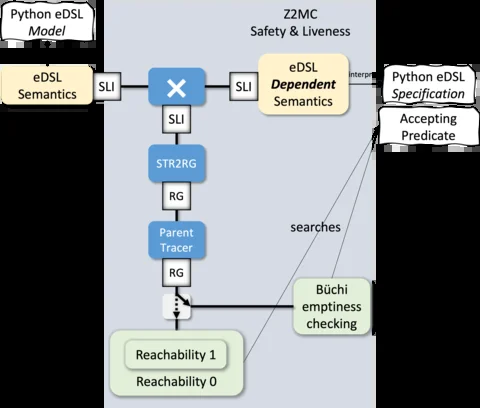 Python eDSL
Model
Z2MC
Safety & Liveness
eDSL
Semantics
SLI
×
SLI
eDSL
Dependent
Semantics
interpr
Python eDSL
Specification
SLI
Accepting
Predicate
STR2RG
RG
Parent
Tracer
searches
RG
Büchi
emptiness
checking
Reachability 1
Reachability 0